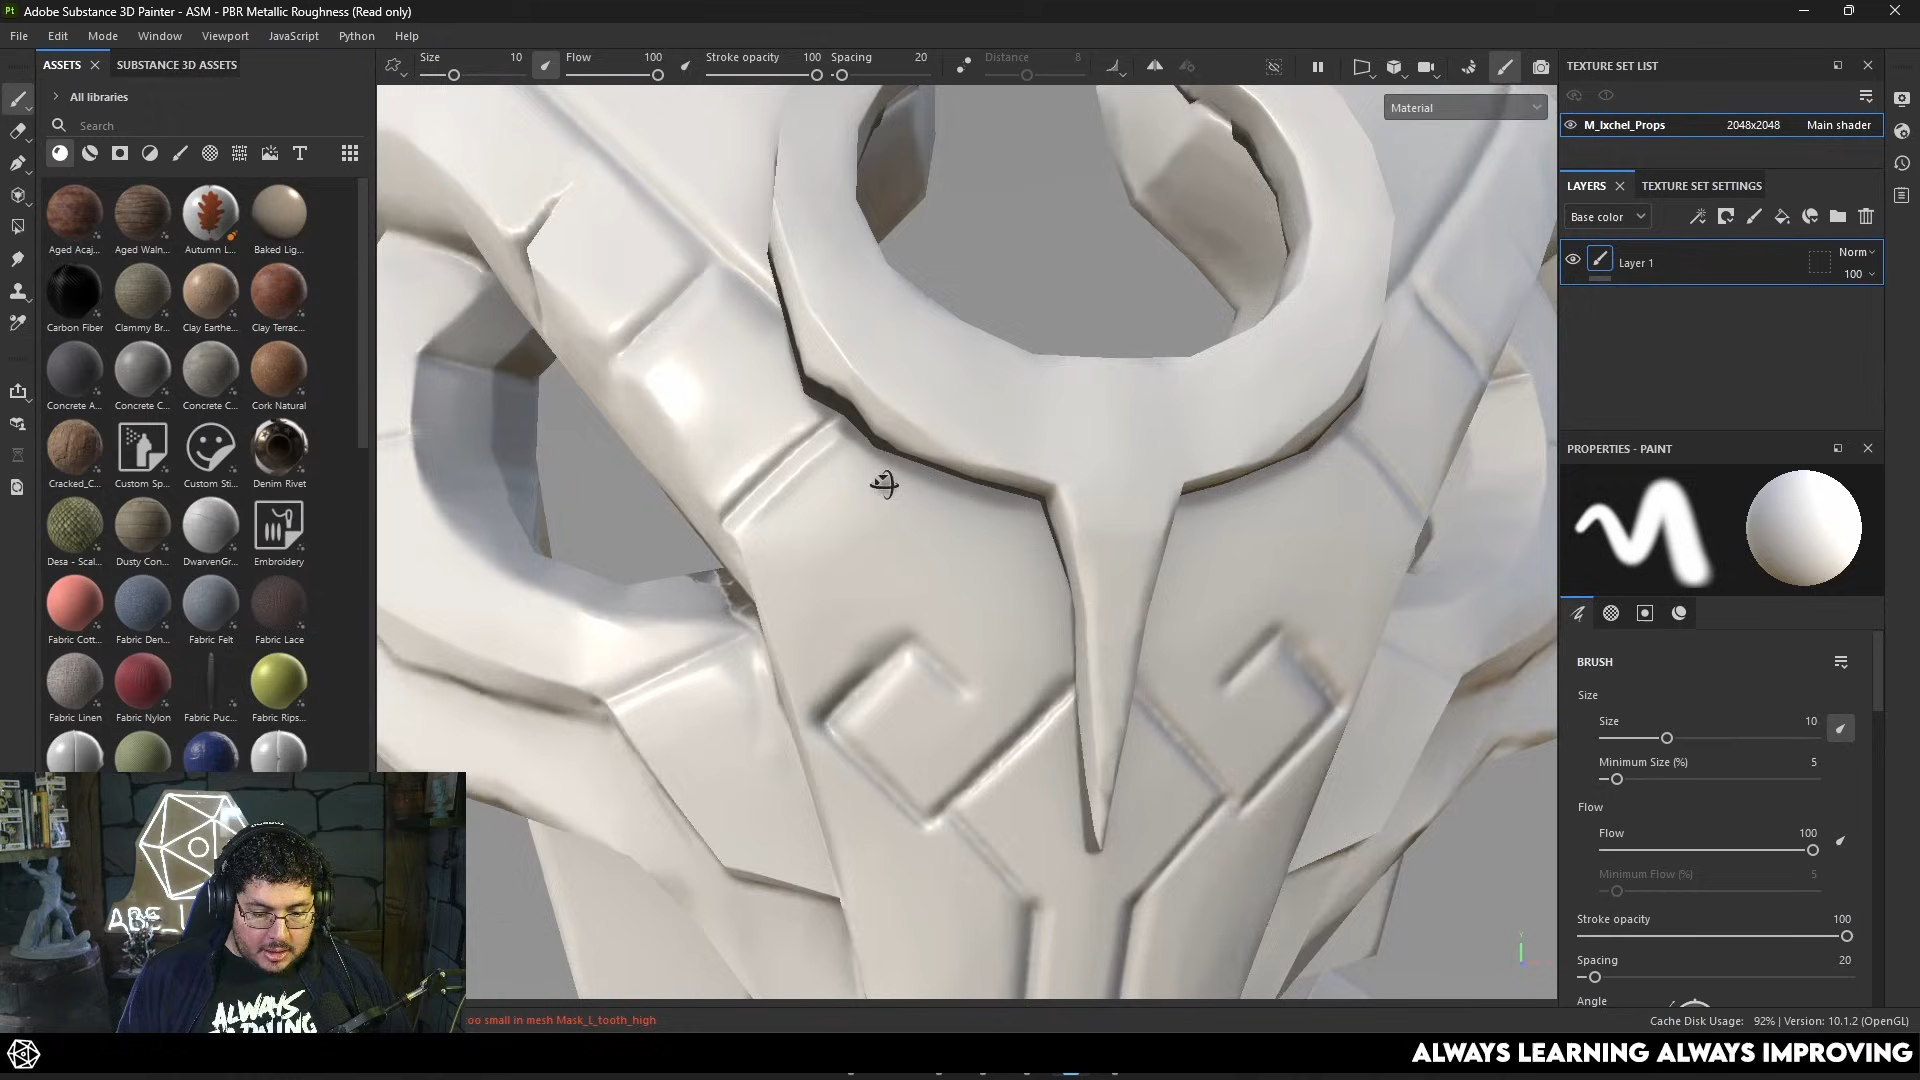 Pt Adobe Substance 3D Painter - ASM - PBR Metallic Roughness (Read only)
File Edit Mode Window Viewport JavaScript Python Help
ASSETS SUBSTANCE 3D ASSETS
Size 10 Flow 100 Stroke opacity 100 Spacing 20 Distance 8
All libraries
Search
Aged Acaj... Aged Waln... Autumn L... Baked Lig...
Carbon Fiber Clammy Br... Clay Earthe... Clay Terrac...
Concrete A... Concrete C... Concrete C... Cork Natural
Cracked_C... Custom Sp... Custom Sti... Denim Rivet
Desa - Scal... Dusty Con... DwarvenGr... Embroidery
Fabric Cott... Fabric Den... Fabric Felt Fabric Lace
Fabric Linen Fabric Nylon Fabric Puc... Fabric Rips...
Material
TEXTURE SET LIST
M_Ixchel_Props 2048x2048 Main shader
LAYERS TEXTURE SET SETTINGS
Base color
Layer 1 Norm
100
PROPERTIES - PAINT
BRUSH
Size
Size 10
Minimum Size (%) 5
Flow
Flow 100
Minimum Flow (%) 5
Stroke opacity 100
Spacing 20
Angle
Y
ABE_L
ALWAYS
LEARNING
oo small in mesh Mask_L_tooth_high
Cache Disk Usage: 92% | Version: 10.1.2 (OpenGL)
ALWAYS LEARNING ALWAYS IMPROVING